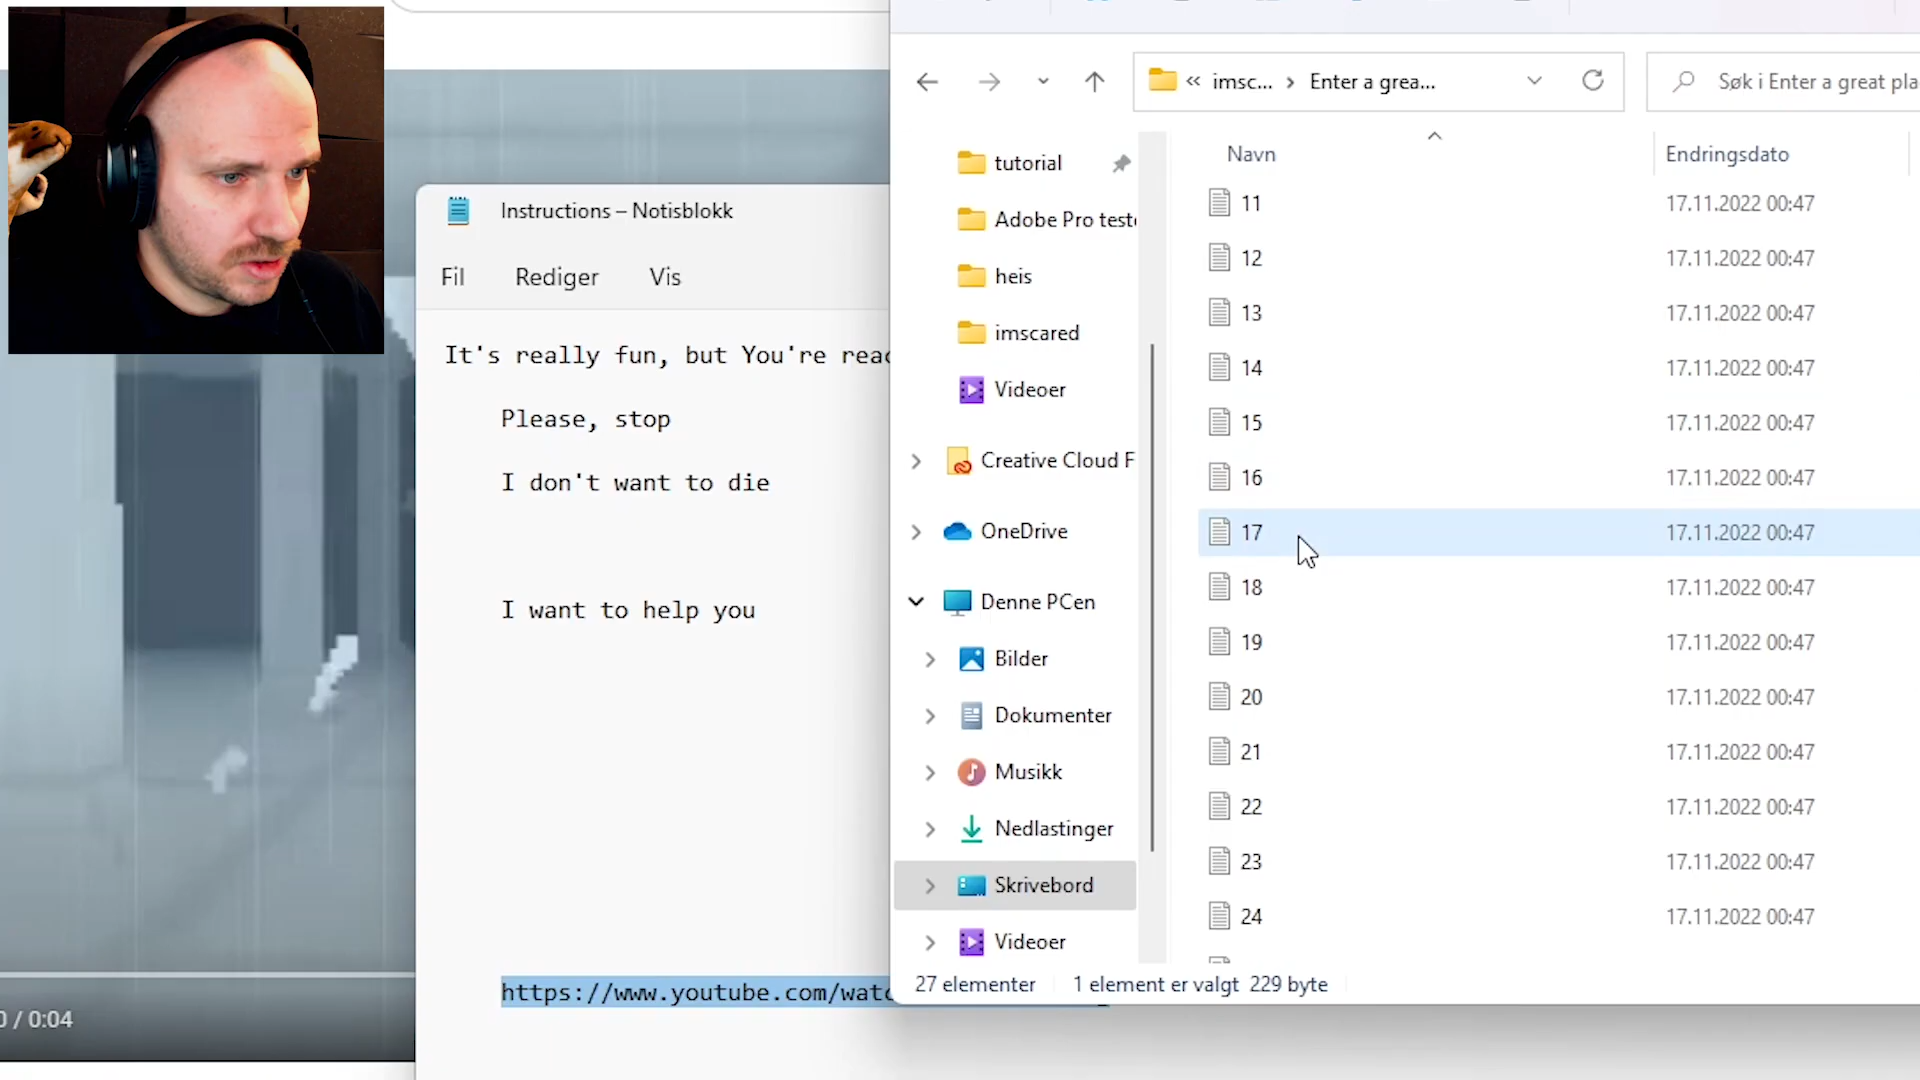 imsc... Enter a grea...
Søk i Enter a great pla
tutorial
Adobe Pro test
heis
imscared
Videoer
Creative Cloud F
OneDrive
Denne PCen
Bilder
Dokumenter
Musikk
Nedlastinger
Skrivebord
Videoer
Navn Endringsdato
11 17.11.2022 00:47
12 17.11.2022 00:47
13 17.11.2022 00:47
14 17.11.2022 00:47
15 17.11.2022 00:47
16 17.11.2022 00:47
17 17.11.2022 00:47
18 17.11.2022 00:47
19 17.11.2022 00:47
20 17.11.2022 00:47
21 17.11.2022 00:47
22 17.11.2022 00:47
23 17.11.2022 00:47
24 17.11.2022 00:47
27 elementer 1 element er valgt 229 byte
Instructions – Notisblokk
Fil Rediger Vis
It's really fun, but You're reac
Please, stop
I don't want to die
I want to help you
https://www.youtube.com/watc
/ 0:04